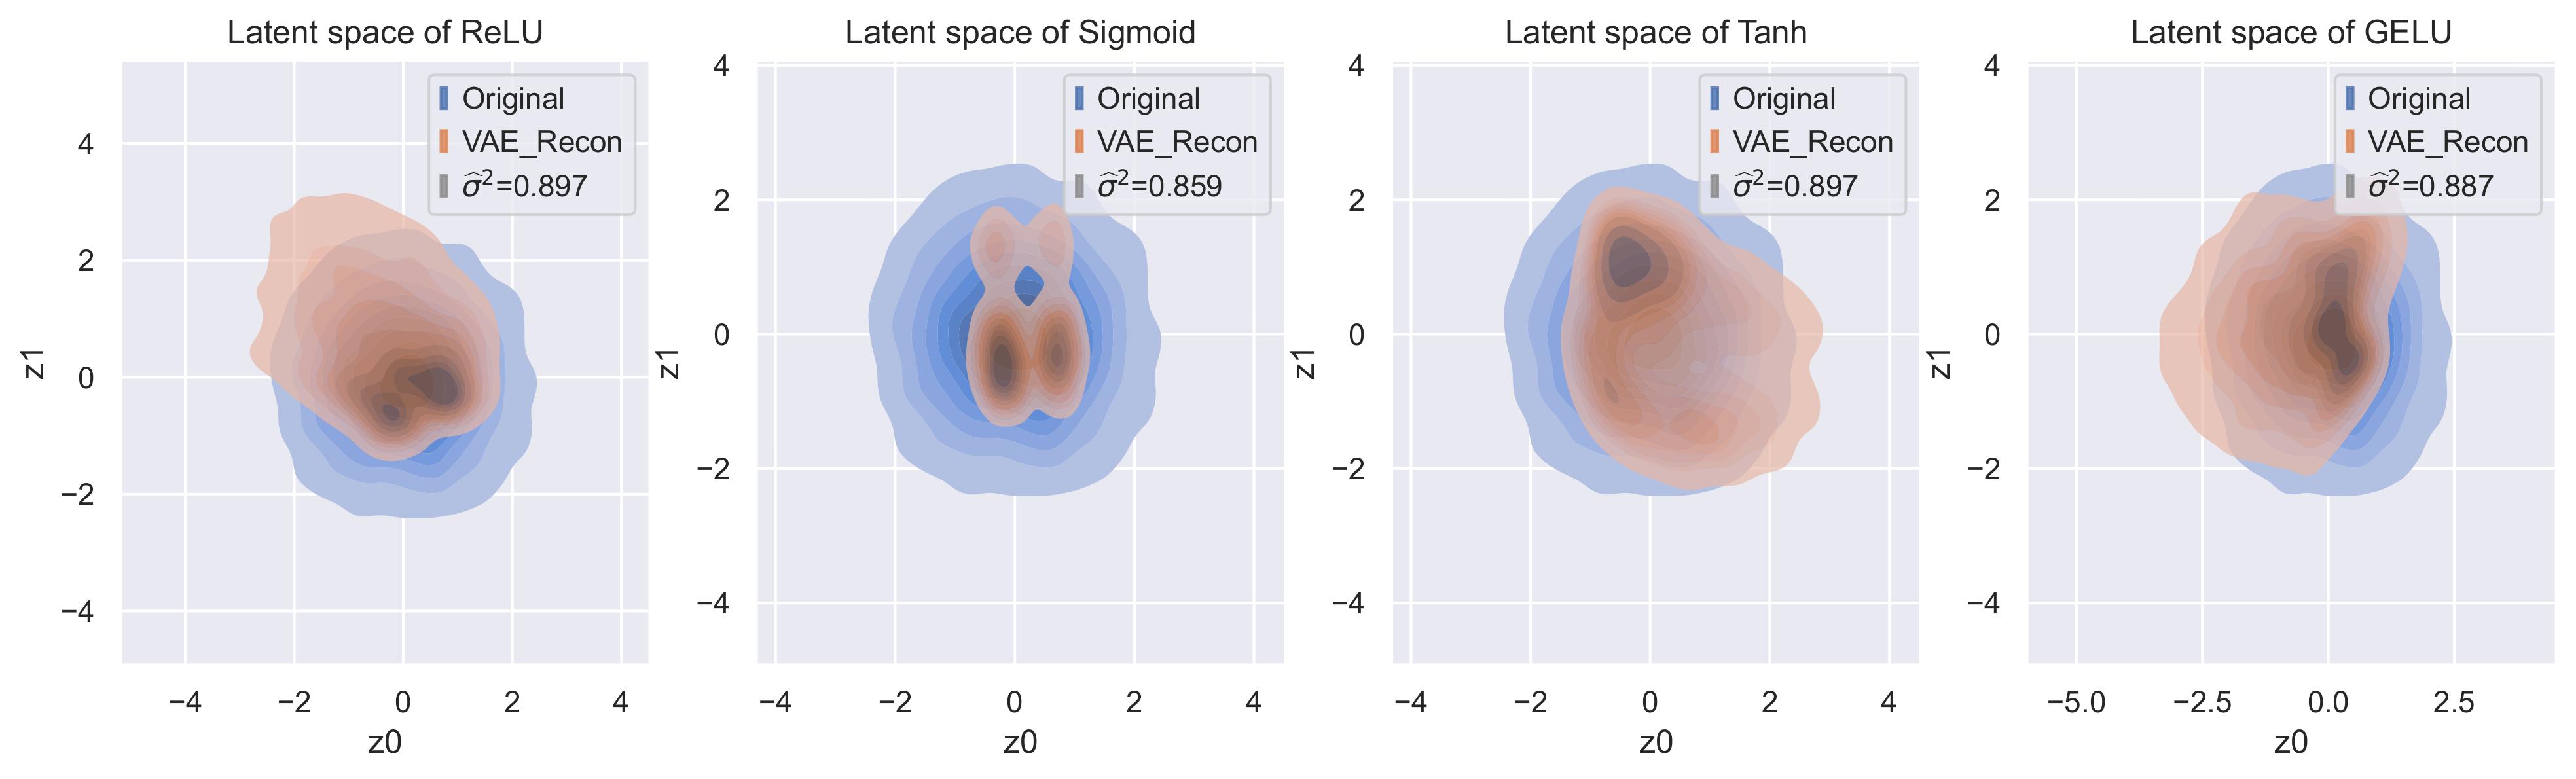 Latent space of ReLU
Original
VAE_Recon
σ̂²=0.897
4
2
0
−2
−4
z1
−4 −2 0 2 4
z0
Latent space of Sigmoid
Original
VAE_Recon
σ̂²=0.859
4
2
0
−2
−4
z1
−4 −2 0 2 4
z0
Latent space of Tanh
Original
VAE_Recon
σ̂²=0.897
4
2
0
−2
−4
z1
−4 −2 0 2 4
z0
Latent space of GELU
Original
VAE_Recon
σ̂²=0.887
4
2
0
−2
−4
z1
−5.0 −2.5 0.0 2.5
z0